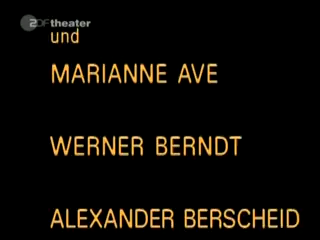 ZDFtheater
und
MARIANNE AVE
WERNER BERNDT
ALEXANDER BERSCHEID